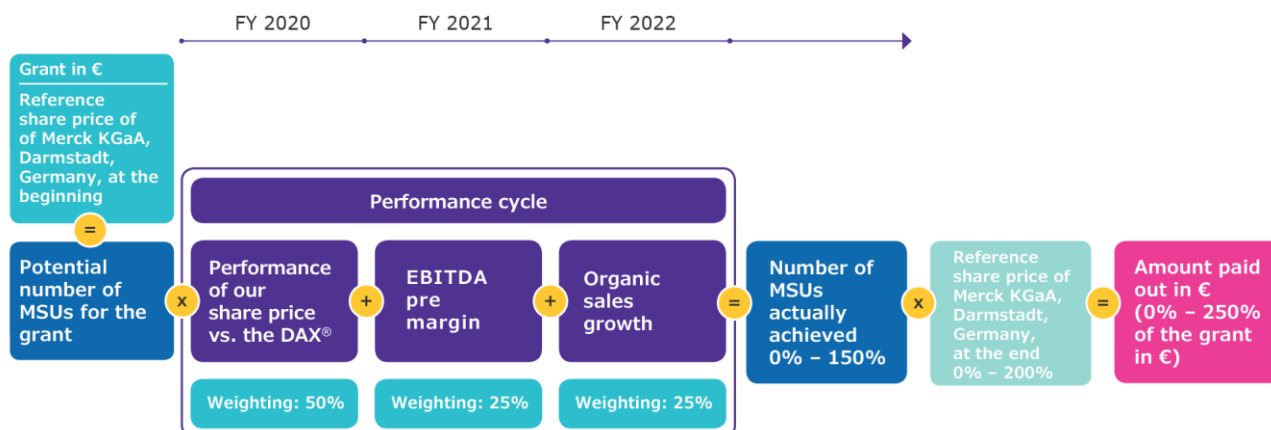 FY 2020
FY 2021
FY 2022
Grant in €
Reference
share price of
of Merck KGaA,
Darmstadt,
Germany, at the
beginning
=
Potential
number of
MSUs for the
grant
x
Performance cycle
Performance
of our
share price
vs. the DAX®
+
EBITDA
pre
margin
+
Organic
sales
growth
Weighting: 50%
Weighting: 25%
Weighting: 25%
=
Number of
MSUs
actually
achieved
0% – 150%
x
Reference
share price of
Merck KGaA,
Darmstadt,
Germany,
at the end
0% – 200%
=
Amount paid
out in €
(0% – 250%
of the grant
in €)